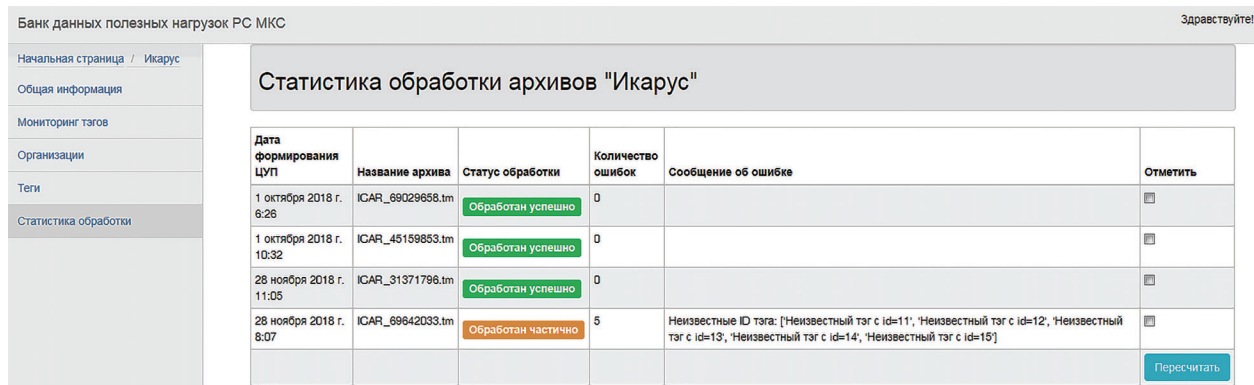 Банк данных полезных нагрузок РС МКС
Здравствуйте!
Начальная страница / Икарус
Общая информация
Мониторинг тэгов
Организации
Теги
Статистика обработки
Статистика обработки архивов "Икарус"
Дата
формирования
ЦУП
Название архива
Статус обработки
Количество
ошибок
Сообщение об ошибке
Отметить
1 октября 2018 г.
6:26
ICAR_69029658.tm
Обработан успешно
0
1 октября 2018 г.
10:32
ICAR_45159853.tm
Обработан успешно
0
28 ноября 2018 г.
11:05
ICAR_31371796.tm
Обработан успешно
0
28 ноября 2018 г.
8:07
ICAR_69642033.tm
Обработан частично
5
Неизвестные ID тэга: ['Неизвестный тэг с id=11', 'Неизвестный тэг с id=12', 'Неизвестный
тэг с id=13', 'Неизвестный тэг с id=14', 'Неизвестный тэг с id=15']
Пересчитать